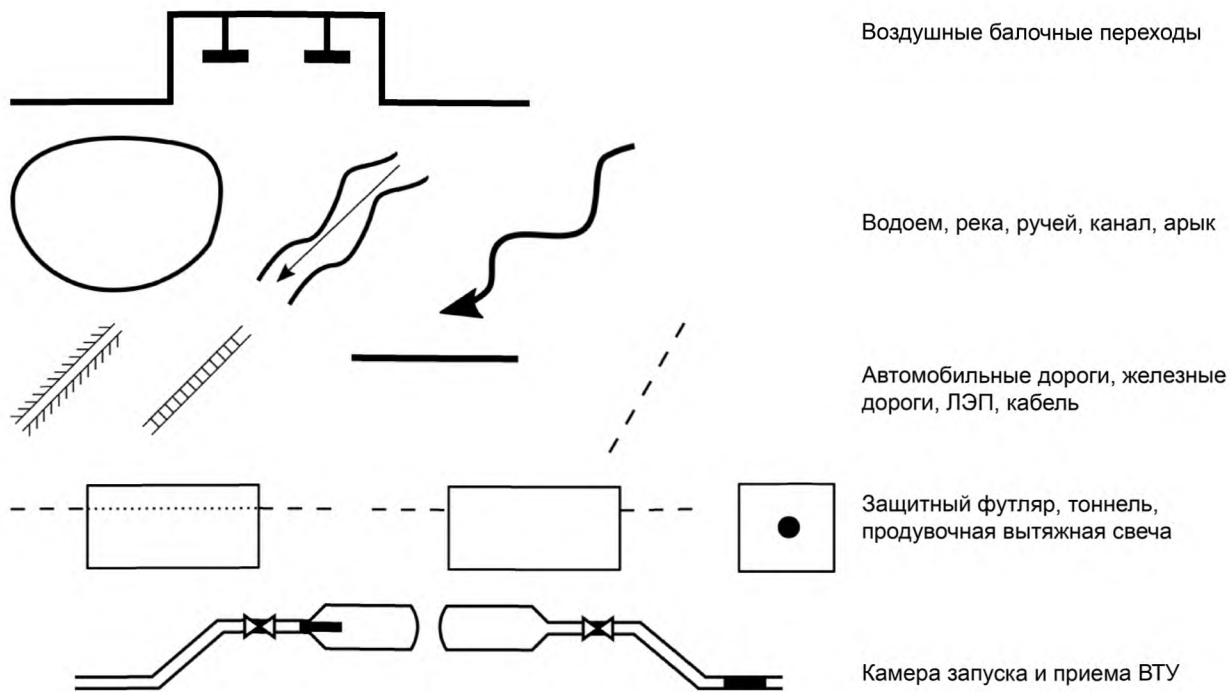 Воздушные балочные переходы
Водоем, река, ручей, канал, арык
Автомобильные дороги, железные
дороги, ЛЭП, кабель
Защитный футляр, тоннель,
продувочная вытяжная свеча
Камера запуска и приема ВТУ